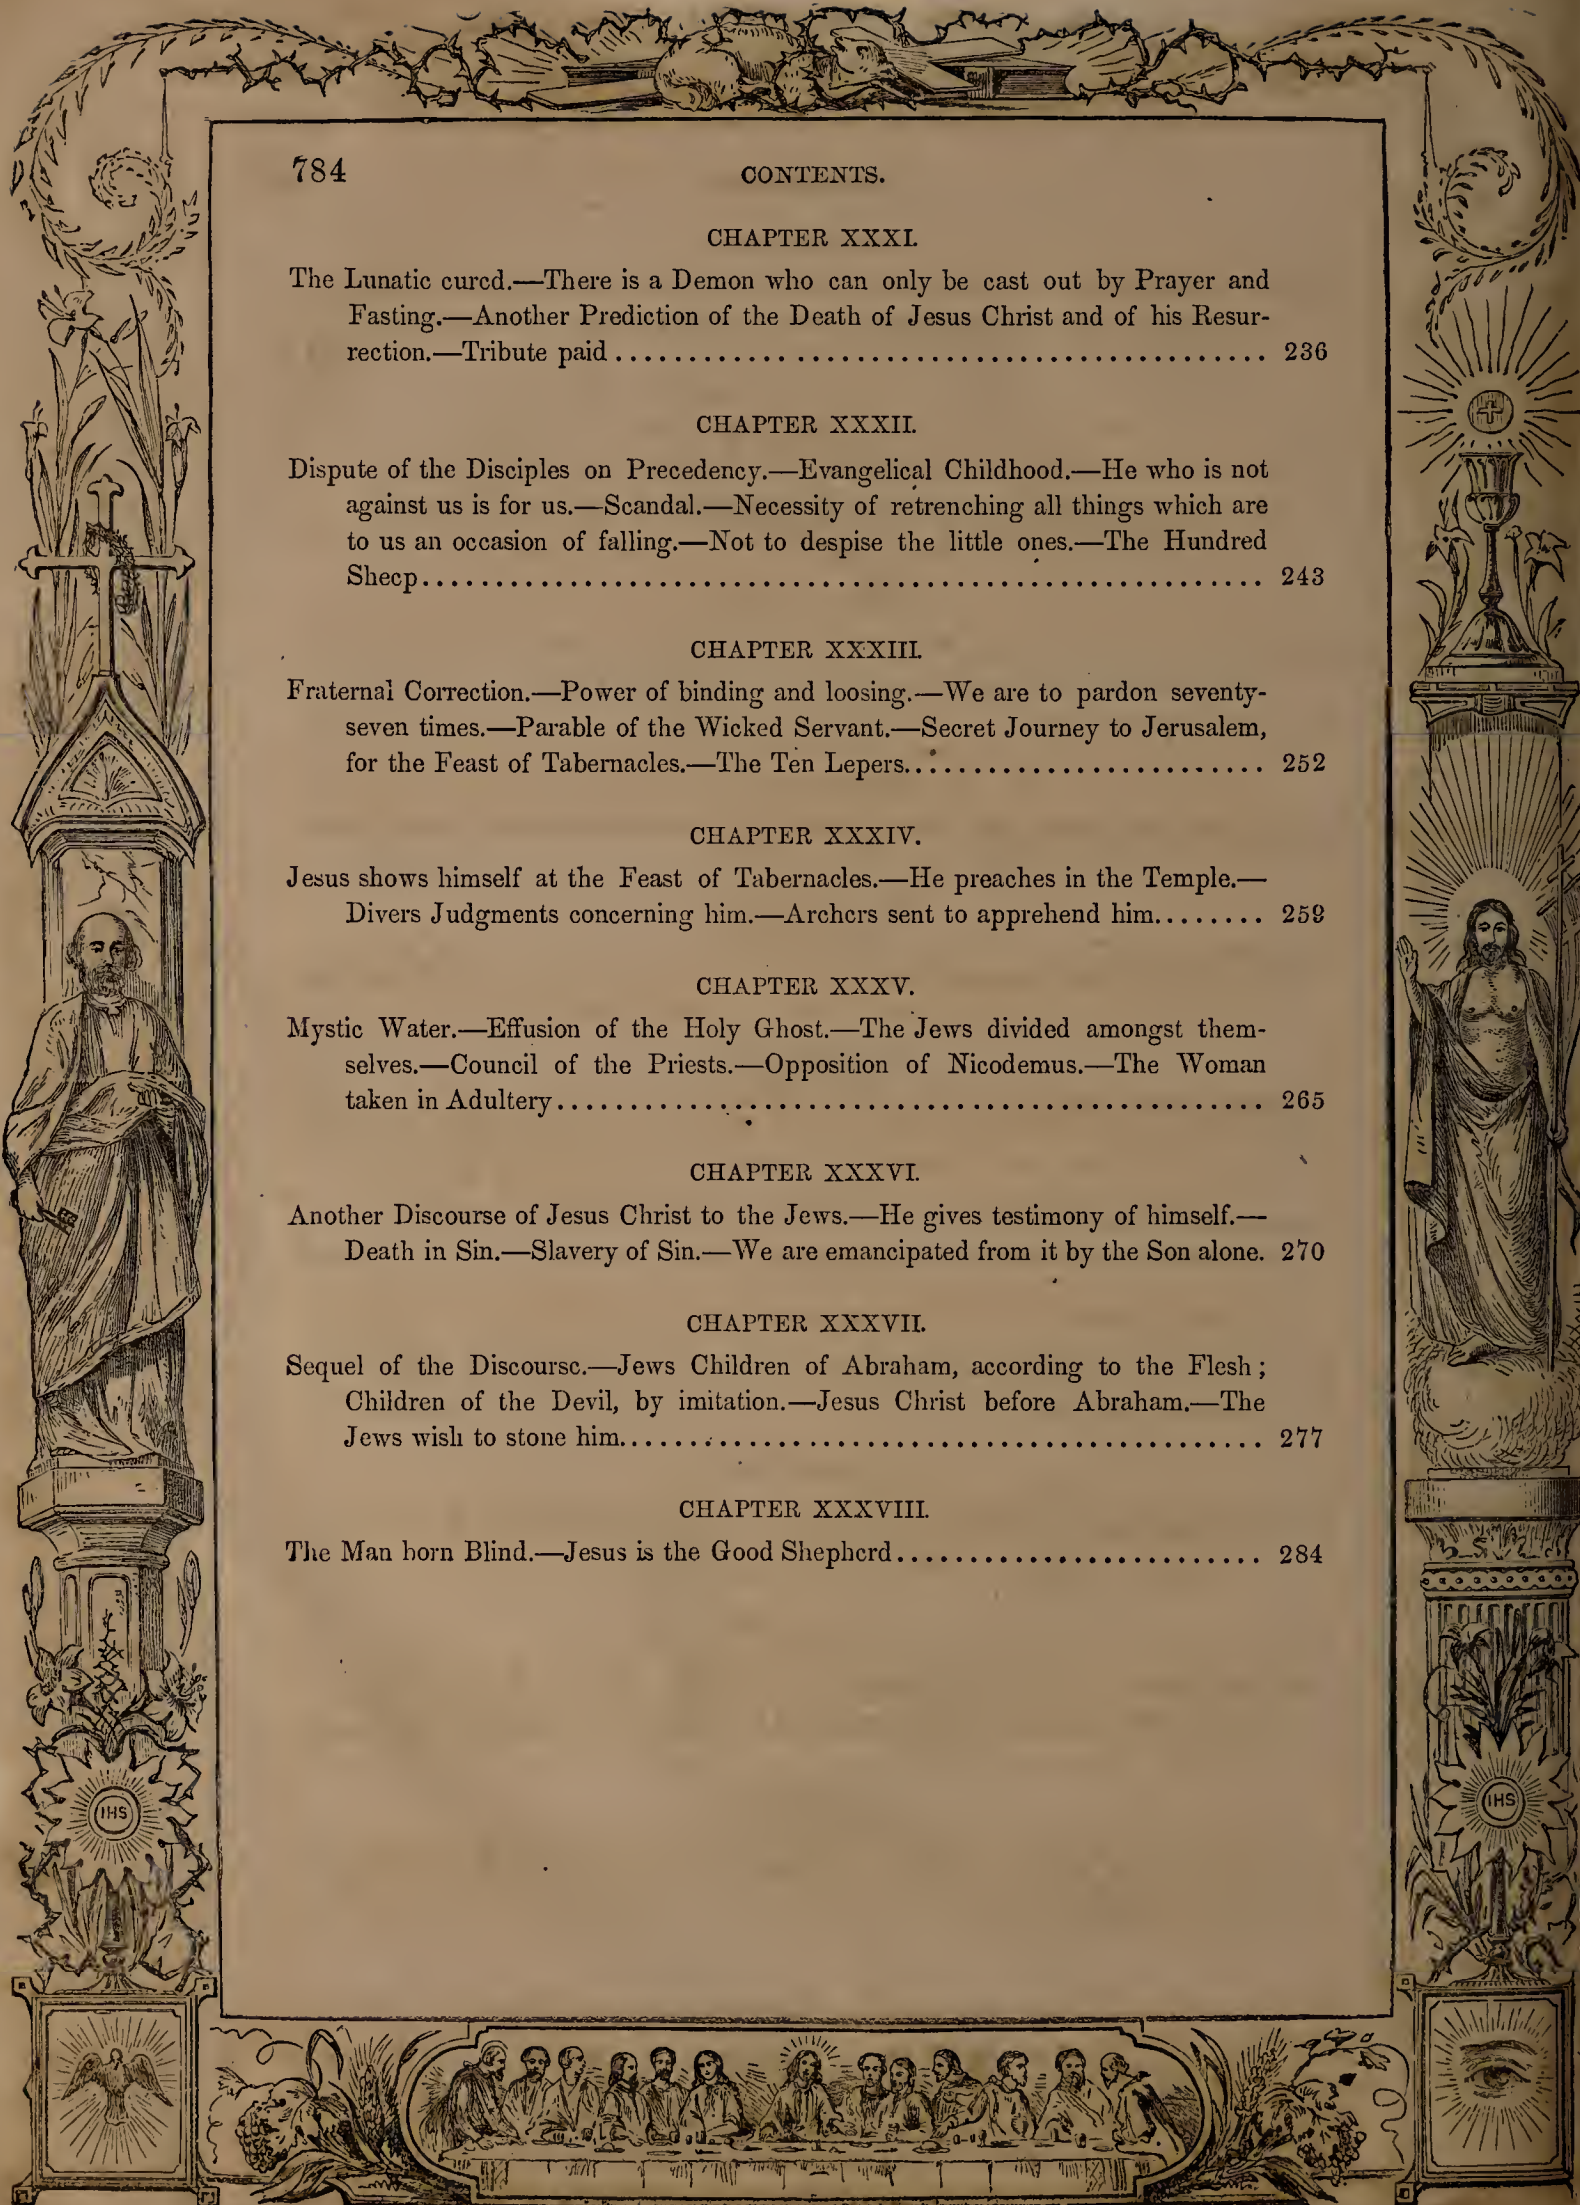 784 CONTENTS.
CHAPTER XXXI.
The Lunatic cured.—There is a Demon who can only be cast out by Prayer and
Fasting.—Another Prediction of the Death of Jesus Christ and of his Resur-
rection.—Tribute paid ............................................ 236
CHAPTER XXXII.
Dispute of the Disciples on Precedency.—Evangelical Childhood.—He who is not
against us is for us.—Scandal.—Necessity of retrenching all things which are
to us an occasion of falling.—Not to despise the little ones.—The Hundred
Sheep......................................................... 243
CHAPTER XXXIII.
Fraternal Correction.—Power of binding and loosing.—We are to pardon seventy-
seven times.—Parable of the Wicked Servant.—Secret Journey to Jerusalem,
for the Feast of Tabernacles.—The Ten Lepers......................... 252
CHAPTER XXXIV.
Jesus shows himself at the Feast of Tabernacles.—He preaches in the Temple.—
Divers Judgments concerning him.—Archers sent to apprehend him........ 259
CHAPTER XXXV.
Mystic Water.—Effusion of the Holy Ghost.—The Jews divided amongst them-
selves.—Council of the Priests.—Opposition of Nicodemus.—The Woman
taken in Adultery................................................ 265
CHAPTER XXXVI.
Another Discourse of Jesus Christ to the Jews.—He gives testimony of himself.—
Death in Sin.—Slavery of Sin.—We are emancipated from it by the Son alone. 270
CHAPTER XXXVII.
Sequel of the Discourse.—Jews Children of Abraham, according to the Flesh;
Children of the Devil, by imitation.—Jesus Christ before Abraham.—The
Jews wish to stone him............................................ 277
CHAPTER XXXVIII.
The Man born Blind.—Jesus is the Good Shepherd......................... 284
IHS
IHS